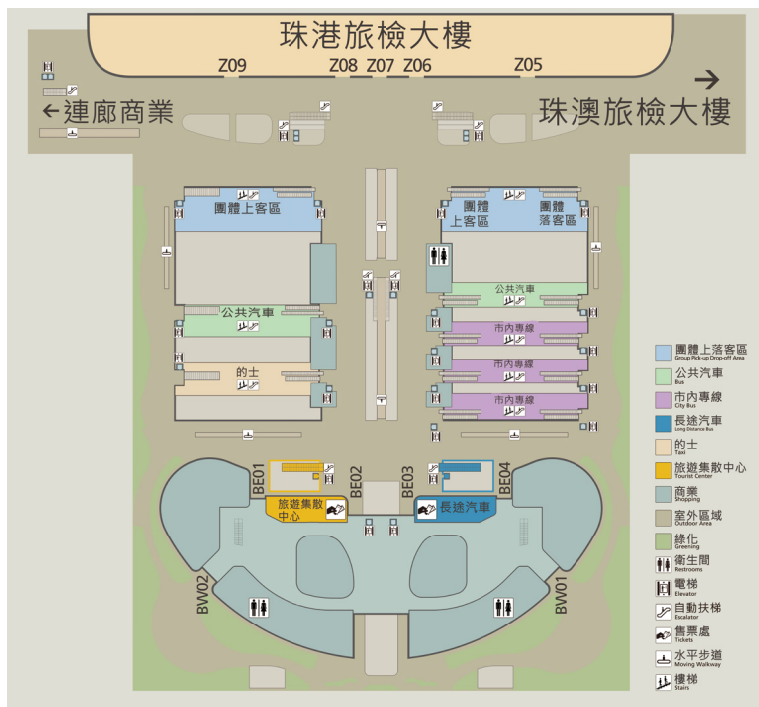 珠港旅檢大樓
Z09
Z08
Z07
Z06
Z05
連廊商業
珠澳旅檢大樓
團體上客區
團體
上客區
團體
落客區
公共汽車
公共汽車
市內專線
市內專線
市內專線
的士
BE01
BE02
BE03
BE04
旅遊集散
中心
長途汽車
BW02
BW01
團體上落客區
Group Pick-up Drop-off Area
公共汽車
Bus
市內專線
City Bus
長途汽車
Long Distance Bus
的士
Taxi
旅遊集散中心
Tourist Center
商業
Shopping
室外區域
Outdoor Area
綠化
Greening
衛生間
Restrooms
電梯
Elevator
自動扶梯
Escalator
售票處
Tickets
水平步道
Moving Walkway
樓梯
Stairs